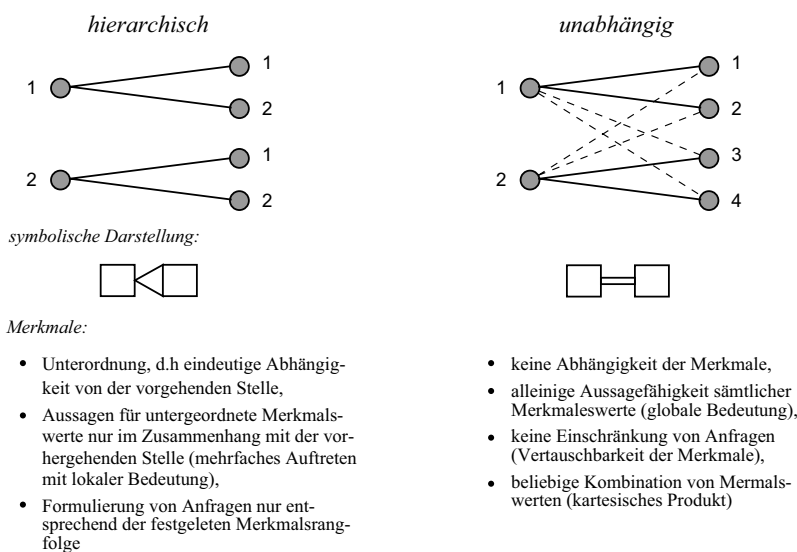 hierarchisch
1
1
2
2
1
2
symbolische Darstellung:
Merkmale:
• Unterordnung, d.h eindeutige Abhängig-
keit von der vorgehenden Stelle,
• Aussagen für untergeordnete Merkmals-
werte nur im Zusammenhang mit der vor-
hergehenden Stelle (mehrfaches Auftreten
mit lokaler Bedeutung),
• Formulierung von Anfragen nur ent-
sprechend der festgeleten Merkmalsrang-
folge
unabhängig
1
1
2
2
3
4
• keine Abhängigkeit der Merkmale,
• alleinige Aussagefähigkeit sämtlicher
Merkmaleswerte (globale Bedeutung),
• keine Einschränkung von Anfragen
(Vertauschbarkeit der Merkmale),
• beliebige Kombination von Mermals-
werten (kartesisches Produkt)